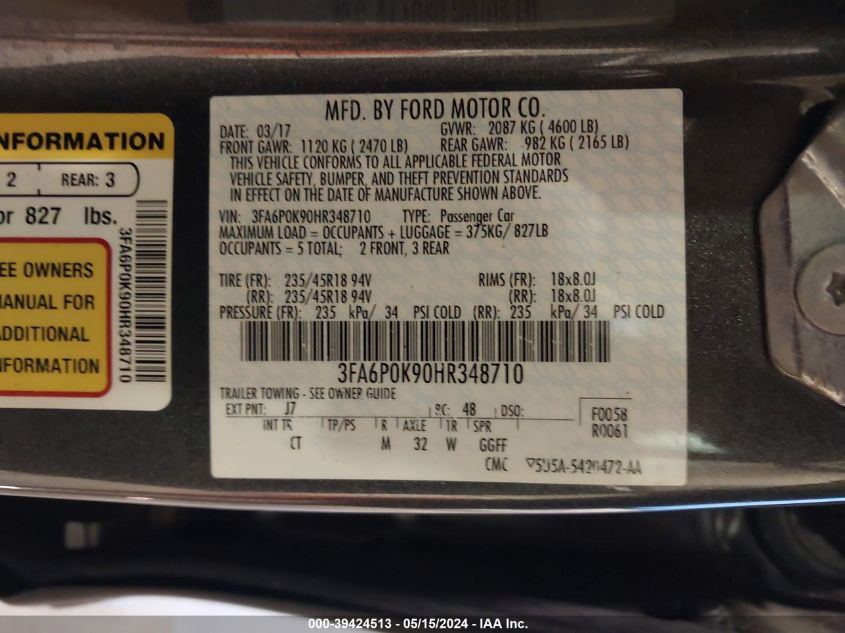 MFD. BY FORD MOTOR CO.
DATE: 03/17 GVWR: 2087 KG ( 4600 LB)
FRONT GAWR: 1120 KG ( 2470 LB) REAR GAWR: 982 KG ( 2165 LB)
THIS VEHICLE CONFORMS TO ALL APPLICABLE FEDERAL MOTOR
VEHICLE SAFETY, BUMPER, AND THEFT PREVENTION STANDARDS
IN EFFECT ON THE DATE OF MANUFACTURE SHOWN ABOVE.
VIN: 3FA6P0K90HR348710 TYPE: Passenger Car
MAXIMUM LOAD = OCCUPANTS + LUGGAGE = 375KG/ 827LB
OCCUPANTS = 5 TOTAL; 2 FRONT, 3 REAR
TIRE (FR): 235/45R18 94V RIMS (FR): 18x8.0J
(RR): 235/45R18 94V (RR): 18x8.0J
PRESSURE (FR): 235 kPa/ 34 PSI COLD (RR): 235 kPa/ 34 PSI COLD
3FA6P0K90HR348710
TRAILER TOWING - SEE OWNER GUIDE
EXT PNT: J7 RC: 48 DSO:
F0058
R0061
INT TR TP/PS R AXLE TR SPR
CT M 32 W GGFF
CMC 5U5A-5420472-AA
NFORMATION
2 REAR: 3
or 827 lbs.
EE OWNERS
MANUAL FOR
ADDITIONAL
INFORMATION
3FA6P0K90HR348710
000-39424513 - 05/15/2024 - IAA Inc.